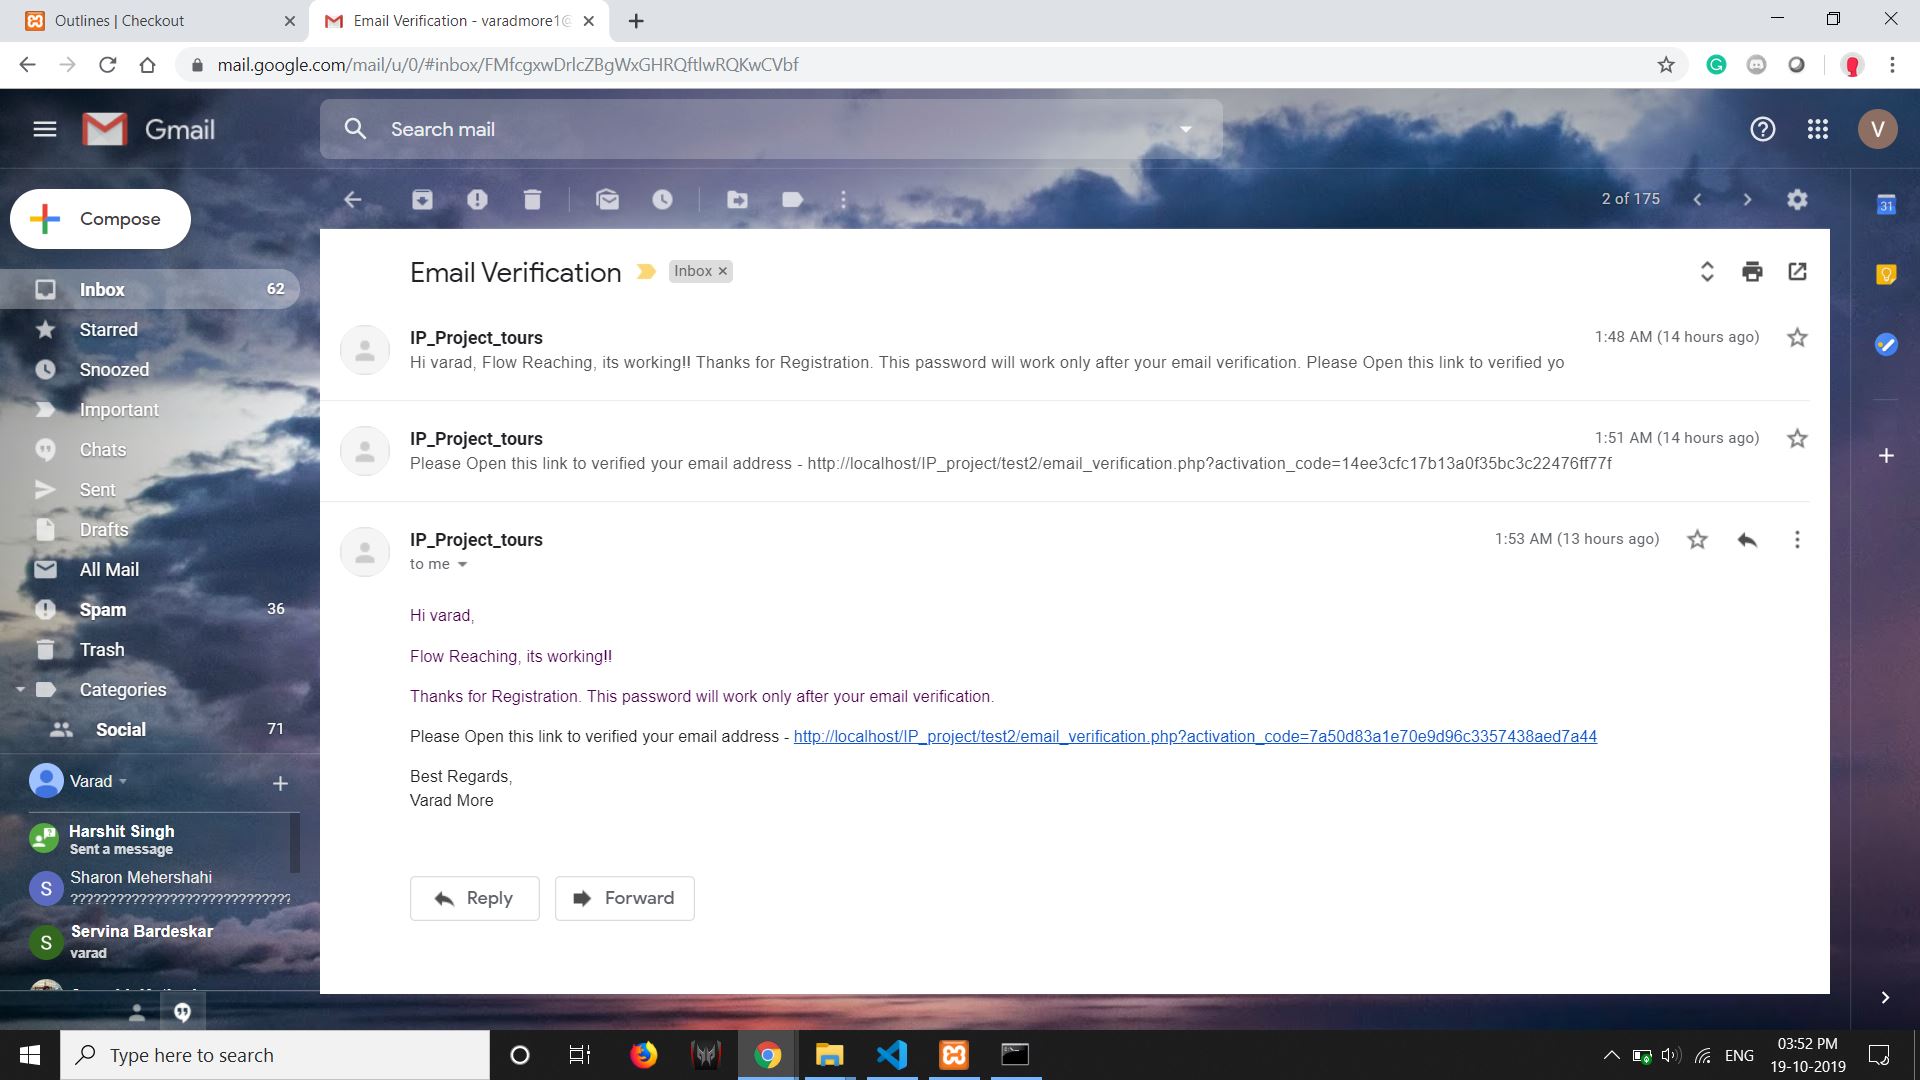 Outlines | Checkout
Email Verification - varadmore1@
mail.google.com/mail/u/0/#inbox/FMfcgxwDrlcZBgWxGHRQftlwRQKwCVbf
Gmail
Search mail
V
Compose
2 of 175
31
Inbox 62
Starred
Snoozed
Important
Chats
Sent
Drafts
All Mail
Spam 36
Trash
Categories
Social 71
Varad
Harshit Singh
Sent a message
S
Sharon Mehershahi
?????????????????????????????
S
Servina Bardeskar
varad
Email Verification
Inbox ×
IP_Project_tours
1:48 AM (14 hours ago)
Hi varad, Flow Reaching, its working!! Thanks for Registration. This password will work only after your email verification. Please Open this link to verified yo
IP_Project_tours
1:51 AM (14 hours ago)
Please Open this link to verified your email address - http://localhost/IP_project/test2/email_verification.php?activation_code=14ee3cfc17b13a0f35bc3c22476ff77f
IP_Project_tours
1:53 AM (13 hours ago)
to me
Hi varad,
Flow Reaching, its working!!
Thanks for Registration. This password will work only after your email verification.
Please Open this link to verified your email address - http://localhost/IP_project/test2/email_verification.php?activation_code=7a50d83a1e70e9d96c3357438aed7a44
Best Regards,
Varad More
Reply
Forward
Type here to search
ENG
03:52 PM
19-10-2019